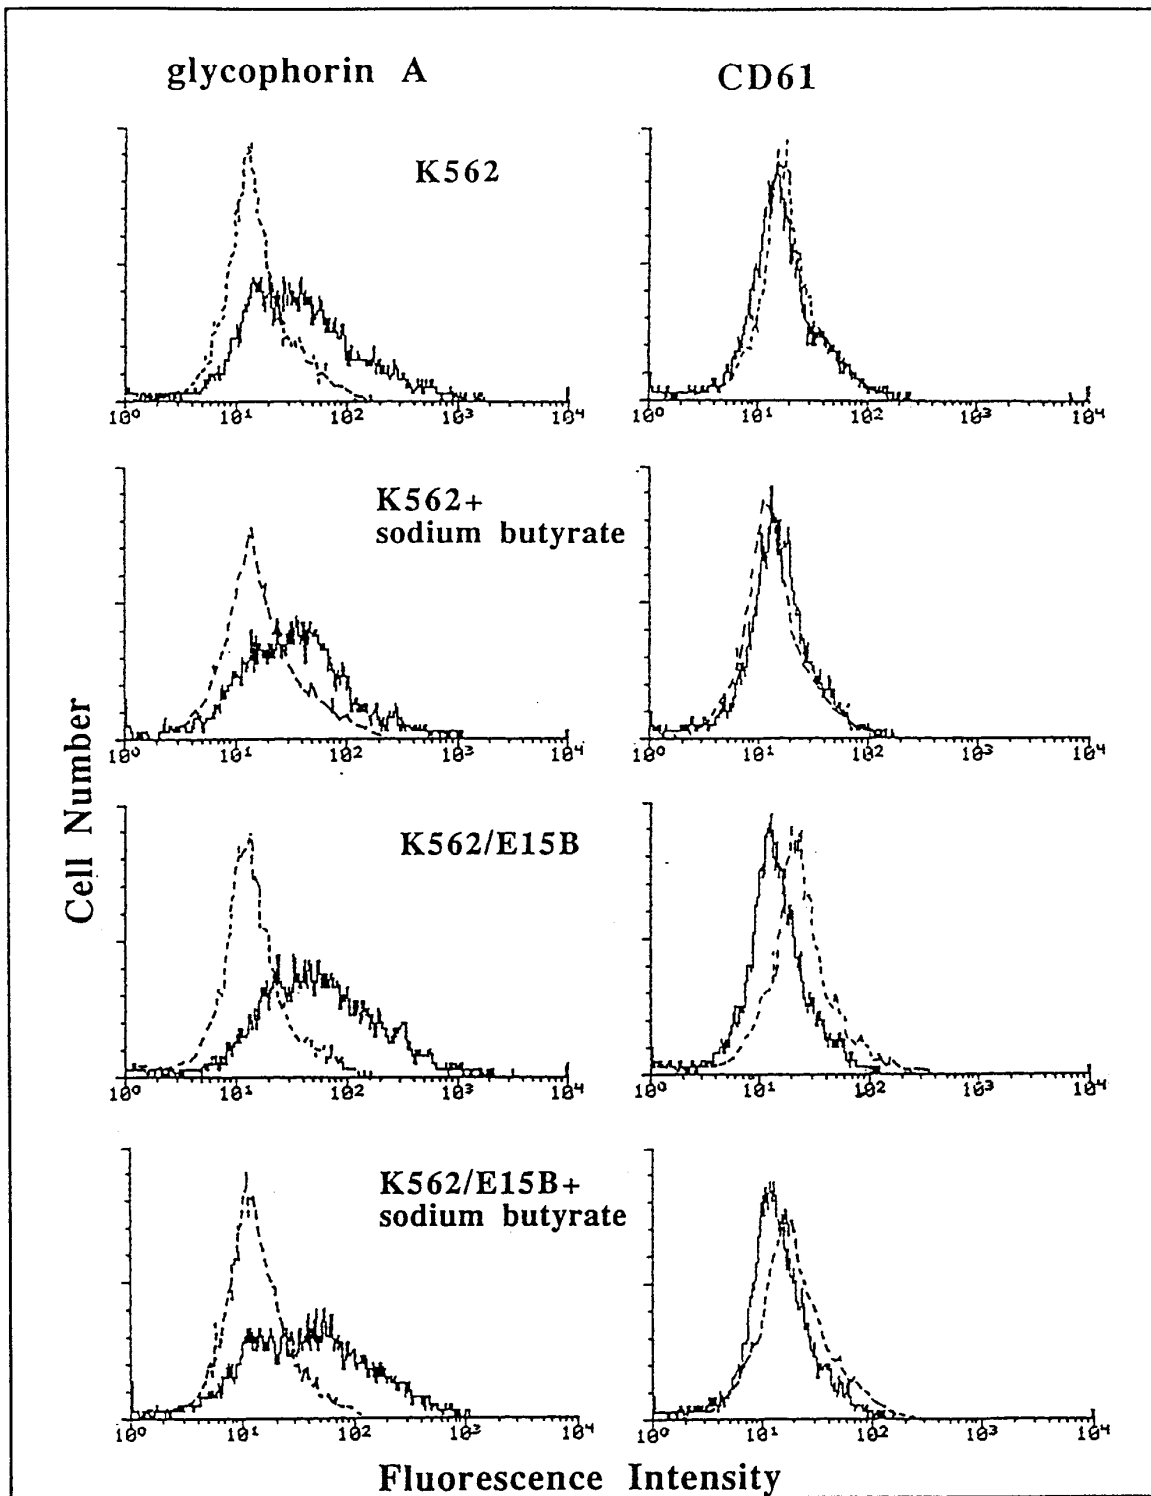 glycophorin A
CD61
K562
10⁰ 10¹ 10² 10³ 10⁴
10⁰ 10¹ 10² 10³ 10⁴
K562+
sodium butyrate
10⁰ 10¹ 10² 10³ 10⁴
10⁰ 10¹ 10² 10³ 10⁴
Cell Number
K562/E15B
10⁰ 10¹ 10² 10³ 10⁴
10⁰ 10¹ 10² 10³ 10⁴
K562/E15B+
sodium butyrate
10⁰ 10¹ 10² 10³ 10⁴
10⁰ 10¹ 10² 10³ 10⁴
Fluorescence Intensity